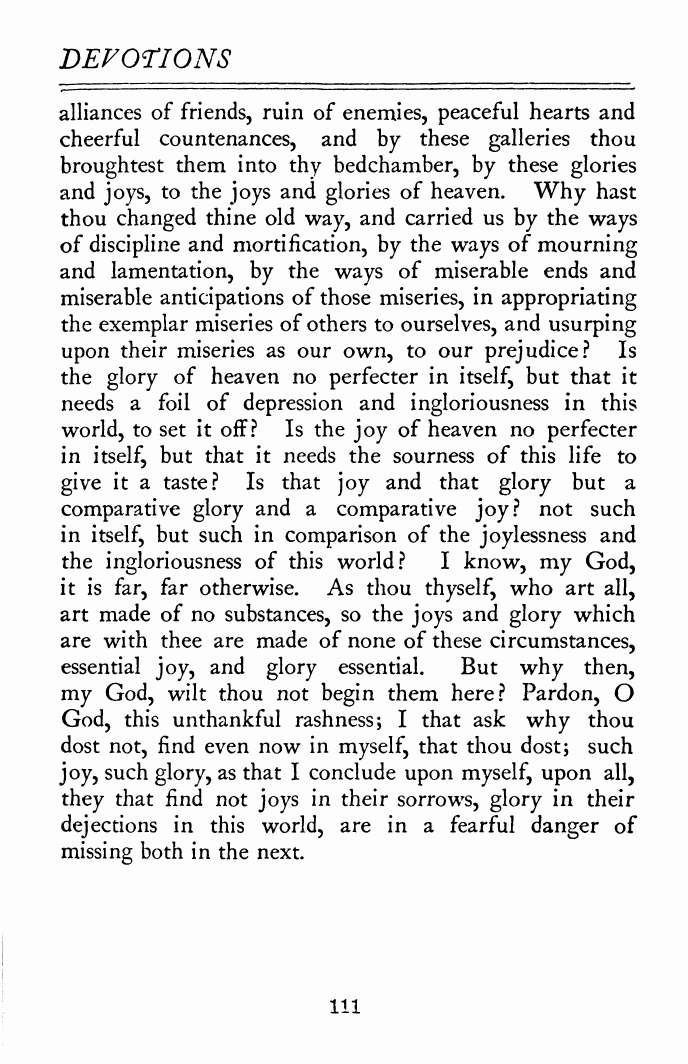 DEVOTIONS
alliances of friends, ruin of enemies, peaceful hearts and
cheerful countenances, and by these galleries thou
broughtest them into thy bedchamber, by these glories
and joys, to the joys and glories of heaven. Why hast
thou changed thine old way, and carried us by the ways
of discipline and mortification, by the ways of mourning
and lamentation, by the ways of miserable ends and
miserable anticipations of those miseries, in appropriating
the exemplar miseries of others to ourselves, and usurping
upon their miseries as our own, to our prejudice? Is
the glory of heaven no perfecter in itself, but that it
needs a foil of depression and ingloriousness in this
world, to set it off? Is the joy of heaven no perfecter
in itself, but that it needs the sourness of this life to
give it a taste? Is that joy and that glory but a
comparative glory and a comparative joy? not such
in itself, but such in comparison of the joylessness and
the ingloriousness of this world? I know, my God,
it is far, far otherwise. As thou thyself, who art all,
art made of no substances, so the joys and glory which
are with thee are made of none of these circumstances,
essential joy, and glory essential. But why then,
my God, wilt thou not begin them here? Pardon, O
God, this unthankful rashness; I that ask why thou
dost not, find even now in myself, that thou dost; such
joy, such glory, as that I conclude upon myself, upon all,
they that find not joys in their sorrows, glory in their
dejections in this world, are in a fearful danger of
missing both in the next.
111